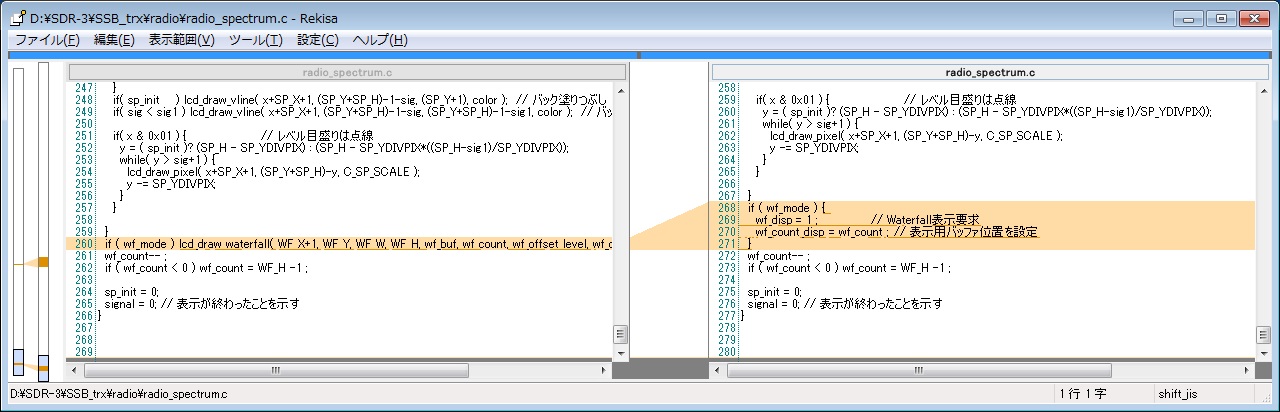 D:¥SDR-3¥SSB_trx¥radio¥radio_spectrum.c - Rekisa
ファイル(F) 編集(E) 表示範囲(V) ツール(T) 設定(C) ヘルプ(H)
radio_spectrum.c
247 }
248 if( sp_init ) lcd_draw_vline( x+SP_X+1, (SP_Y+SP_H)-1-sig, (SP_Y+1), color ); // バック塗りつぶし
249 if( sig < sig1 ) lcd_draw_vline( x+SP_X+1, (SP_Y+SP_H)-1-sig, (SP_Y+SP_H)-1-sig1, color ); // バッ
250
251 if( x & 0x01 ) { // レベル目盛りは点線
252 y = ( sp_init )? (SP_H - SP_YDIVPIX) : (SP_H - SP_YDIVPIX*((SP_H-sig1)/SP_YDIVPIX));
253 while( y > sig+1 ) {
254 lcd_draw_pixel( x+SP_X+1, (SP_Y+SP_H)-y, C_SP_SCALE );
255 y -= SP_YDIVPIX;
256 }
257 }
258
259 }
260 if ( wf_mode ) lcd_draw_waterfall( WF_X+1, WF_Y, WF_W, WF_H, wf_buf, wf_count, wf_offset_level, wf_c
261 wf_count-- ;
262 if ( wf_count < 0 ) wf_count = WF_H -1 ;
263
264 sp_init = 0;
265 signal = 0; // 表示が終わったことを示す
266 }
267
268
269
radio_spectrum.c
258
259 if( x & 0x01 ) { // レベル目盛りは点線
260 y = ( sp_init )? (SP_H - SP_YDIVPIX) : (SP_H - SP_YDIVPIX*((SP_H-sig1)/SP_YDIVPIX));
261 while( y > sig+1 ) {
262 lcd_draw_pixel( x+SP_X+1, (SP_Y+SP_H)-y, C_SP_SCALE );
263 y -= SP_YDIVPIX;
264 }
265 }
266
267 }
268 if ( wf_mode ) {
269 wf_disp = 1 ; // Waterfall表示要求
270 wf_count_disp = wf_count ; // 表示用バッファ位置を設定
271 }
272 wf_count-- ;
273 if ( wf_count < 0 ) wf_count = WF_H -1 ;
274
275 sp_init = 0;
276 signal = 0; // 表示が終わったことを示す
277 }
278
279
280
D:¥SDR-3¥SSB_trx¥radio¥radio_spectrum.c 1 行 1 字 shift_jis